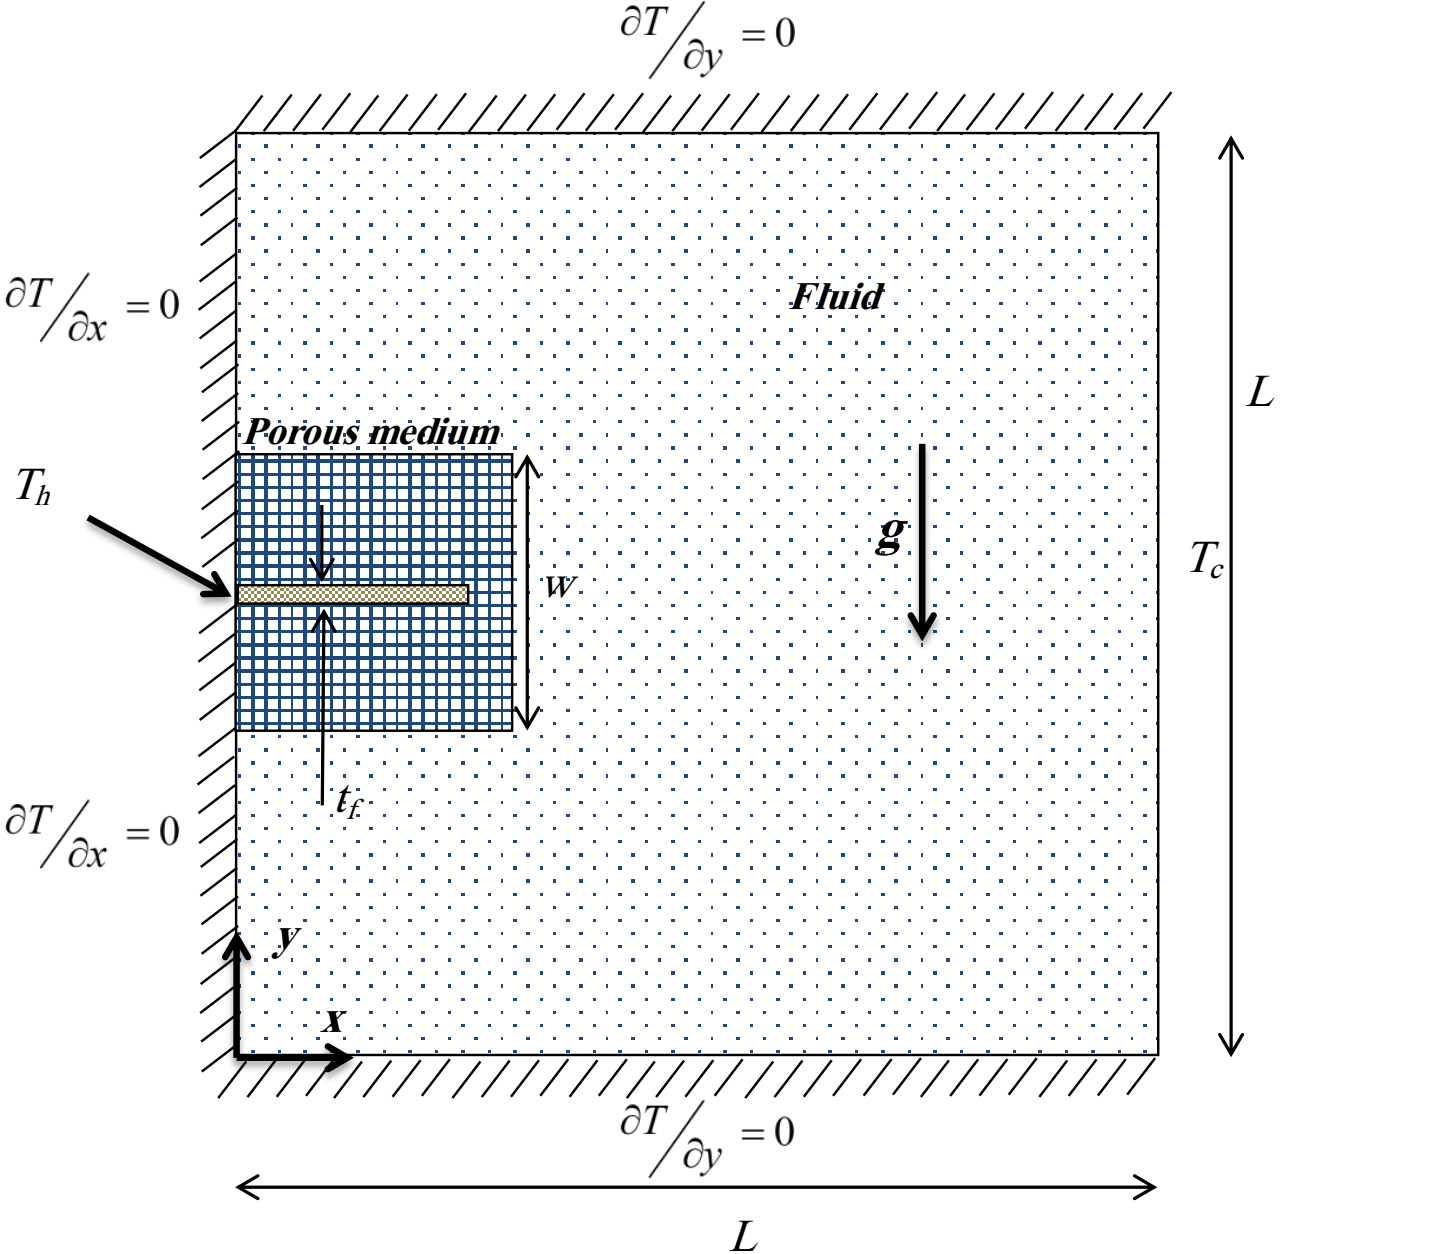 ∂T/∂y = 0
∂T/∂x = 0
Fluid
L
Porous medium
T_h
g
T_c
w
t_f
∂T/∂x = 0
y
x
∂T/∂y = 0
L